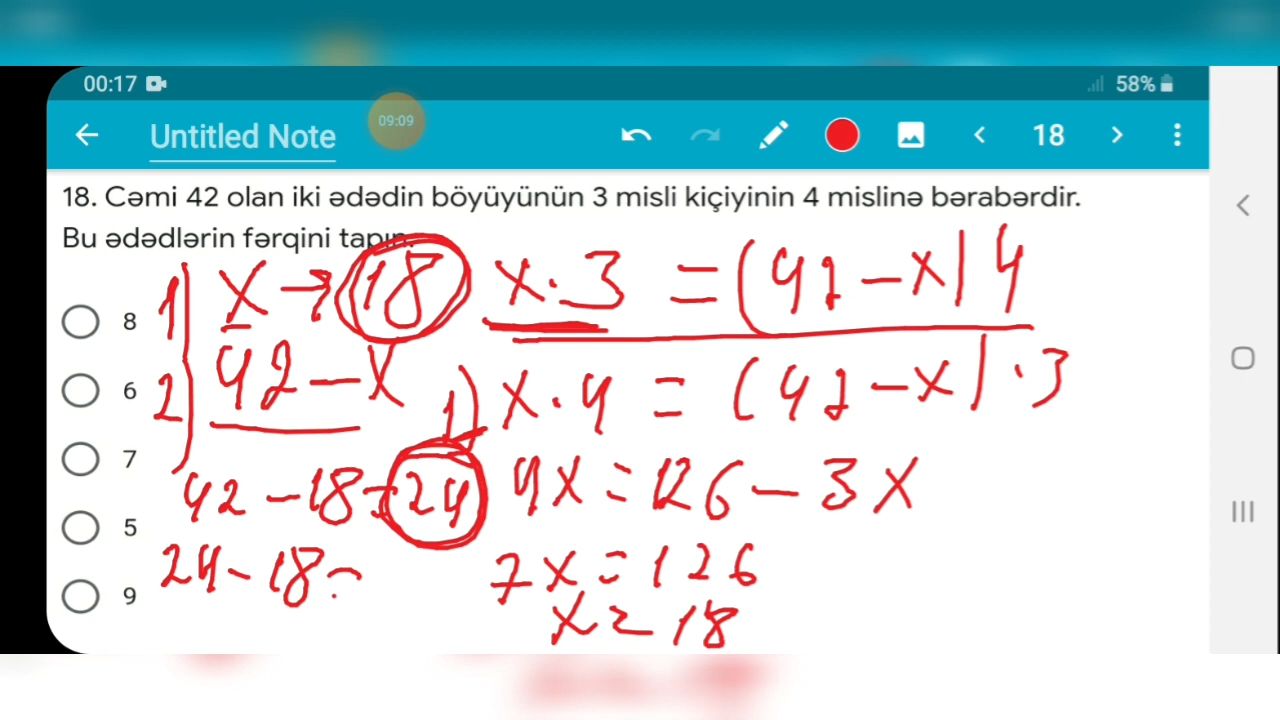 00:17 58%
09:09
Untitled Note 18
18. Cəmi 42 olan iki ədədin böyüyünün 3 misli kiçiyinin 4 mislinə bərabərdir.
Bu ədədlərin fərqini tapın.
8
6
7
5
9
1) x → 18
2) 42 - x
x · 3 = (42 - x) 4
1) x · 4 = (42 - x) · 3
42 - 18 = 24
4x = 126 - 3x
24 - 18 =
7x = 126
x = 18